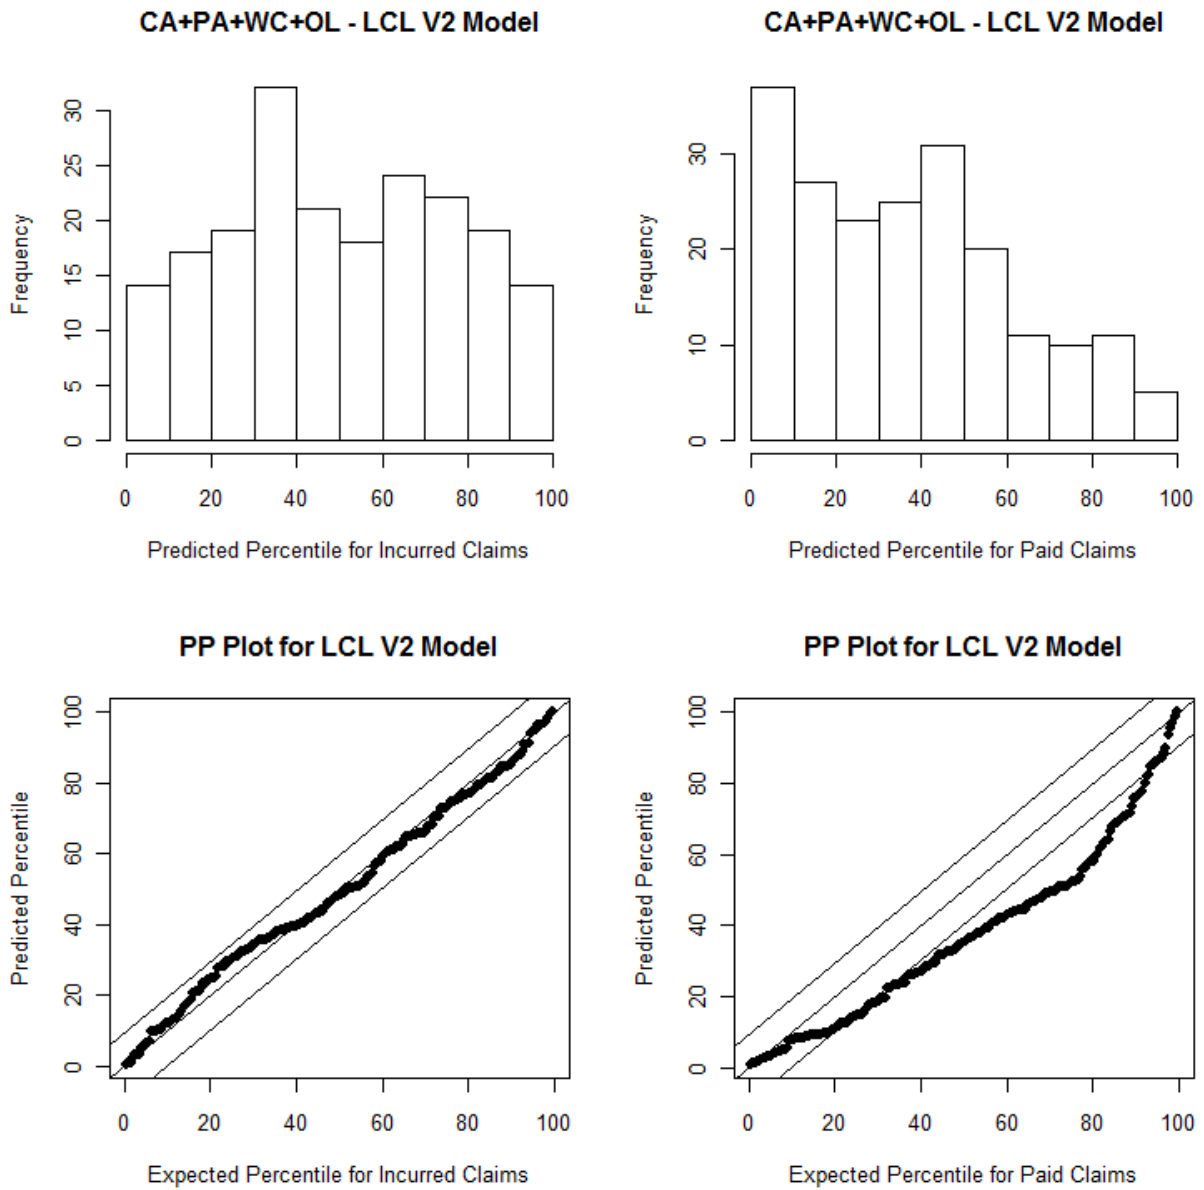 CA+PA+WC+OL - LCL V2 Model
Frequency
30
25
20
15
10
5
0
0 20 40 60 80 100
Predicted Percentile for Incurred Claims
CA+PA+WC+OL - LCL V2 Model
Frequency
30
20
10
0
0 20 40 60 80 100
Predicted Percentile for Paid Claims
PP Plot for LCL V2 Model
Predicted Percentile
100
80
60
40
20
0
0 20 40 60 80 100
Expected Percentile for Incurred Claims
PP Plot for LCL V2 Model
Predicted Percentile
100
80
60
40
20
0
0 20 40 60 80 100
Expected Percentile for Paid Claims